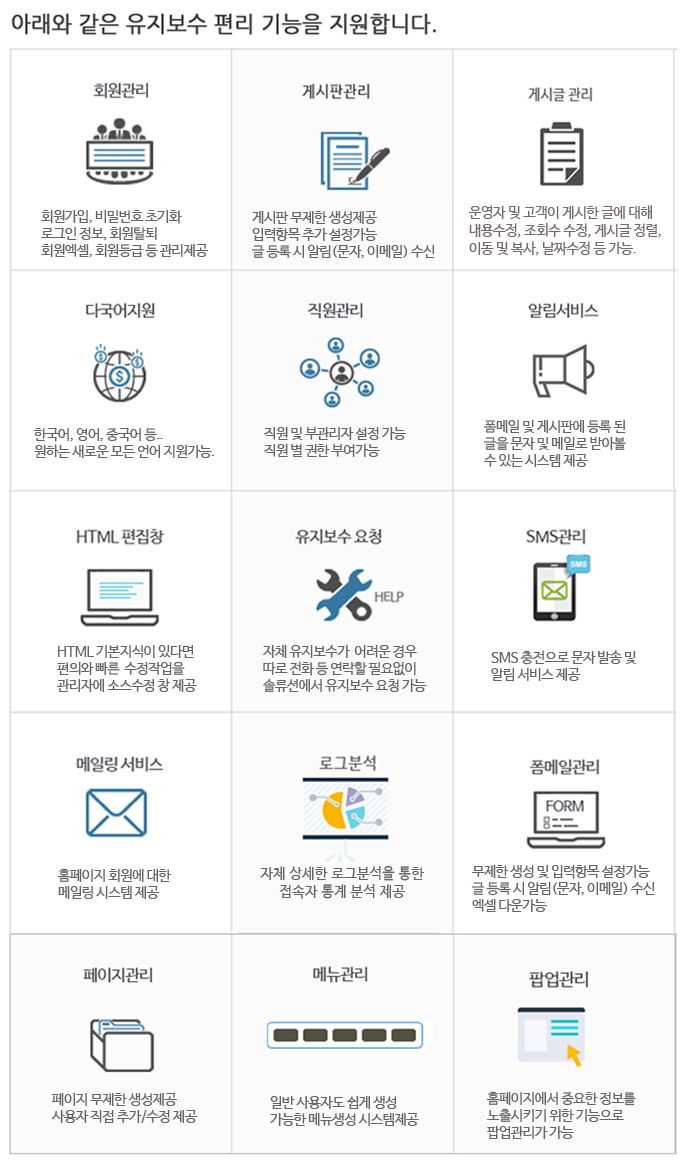 아래와 같은 유지보수 편리 기능을 지원합니다.
회원관리
회원가입, 비밀번호 초기화
로그인 정보, 회원탈퇴
회원엑셀, 회원등급 등 관리제공
게시판관리
게시판 무제한 생성제공
입력항목 추가 설정가능
글 등록 시 알림(문자, 이메일) 수신
게시글 관리
운영자 및 고객이 게시한 글에 대해
내용수정, 조회수 수정, 게시글 정렬,
이동 및 복사, 날짜수정 등 가능.
다국어지원
한국어, 영어, 중국어 등..
원하는 새로운 모든 언어 지원가능.
직원관리
직원 및 부관리자 설정 가능
직원 별 권한 부여가능
알림서비스
폼메일 및 게시판에 등록 된
글을 문자 및 메일로 받아볼
수 있는 시스템 제공
HTML 편집창
HTML 기본지식이 있다면
편의와 빠른 수정작업을
관리자에 소스수정 창 제공
유지보수 요청
HELP
자체 유지보수가 어려운 경우
따로 전화 등 연락할 필요없이
솔류션에서 유지보수 요청 가능
SMS관리
SMS
SMS 충전으로 문자 발송 및
알림 서비스 제공
메일링 서비스
홈페이지 회원에 대한
메일링 시스템 제공
로그분석
자체 상세한 로그분석을 통한
접속자 통계 분석 제공
폼메일관리
FORM
무제한 생성 및 입력항목 설정가능
글 등록 시 알림(문자, 이메일) 수신
엑셀 다운가능
페이지관리
페이지 무제한 생성제공
사용자 직접 추가/수정 제공
메뉴관리
일반 사용자도 쉽게 생성
가능한 메뉴생성 시스템제공
팝업관리
홈페이지에서 중요한 정보를
노출시키기 위한 기능으로
팝업관리가 가능